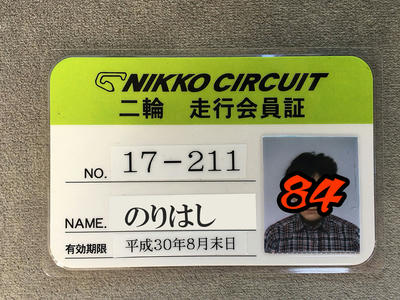 NIKKO CIRCUIT
二輪 走行会員証
NO. 17-211
84
NAME. のりはし
有効期限 平成30年8月末日